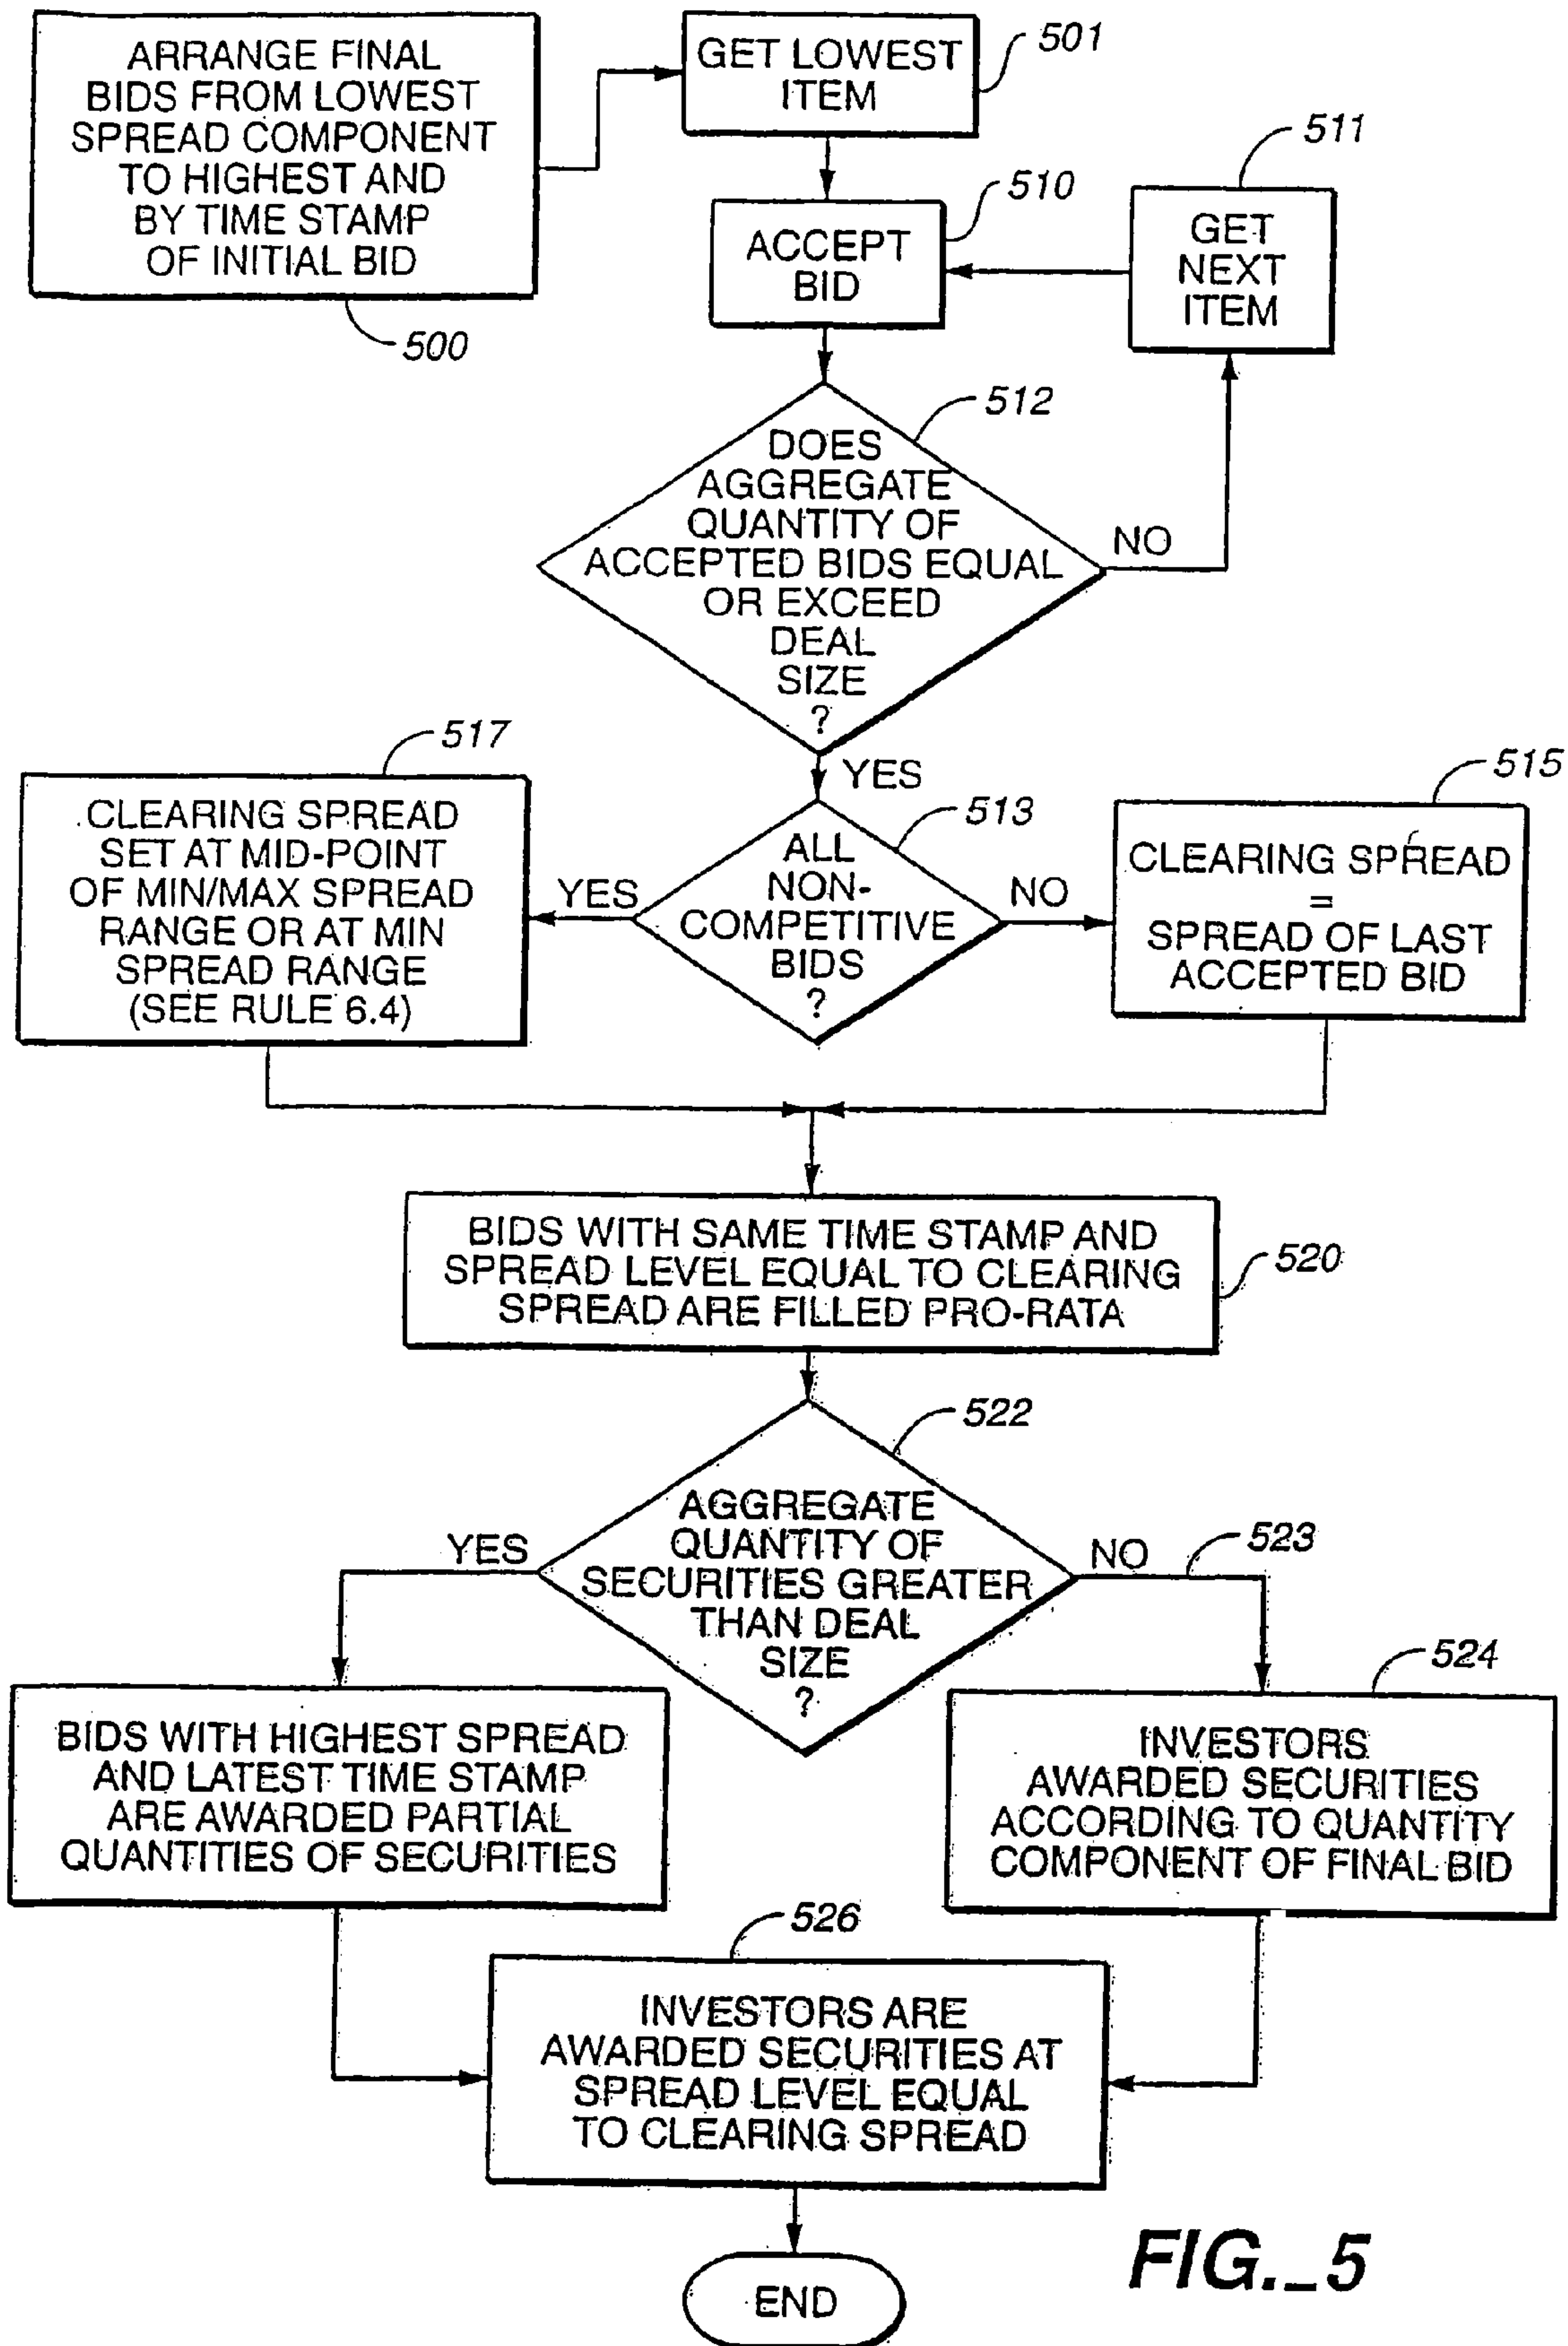 ARRANGE FINAL
BIDS FROM LOWEST
SPREAD COMPONENT
TO HIGHEST AND
BY TIME STAMP
OF INITIAL BID
500
GET LOWEST
ITEM
501
ACCEPT
BID
510
GET
NEXT
ITEM
511
DOES
AGGREGATE
QUANTITY OF
ACCEPTED BIDS EQUAL
OR EXCEED
DEAL
SIZE
?
512
NO
YES
ALL
NON-
COMPETITIVE
BIDS
?
513
YES
NO
CLEARING SPREAD
SET AT MID-POINT
OF MIN/MAX SPREAD
RANGE OR AT MIN
SPREAD RANGE
(SEE RULE 6.4)
517
CLEARING SPREAD
=
SPREAD OF LAST
ACCEPTED BID
515
BIDS WITH SAME TIME STAMP AND
SPREAD LEVEL EQUAL TO CLEARING
SPREAD ARE FILLED PRO-RATA
520
AGGREGATE
QUANTITY OF
SECURITIES GREATER
THAN DEAL
SIZE
?
522
YES
NO
523
BIDS WITH HIGHEST SPREAD
AND LATEST TIME STAMP
ARE AWARDED PARTIAL
QUANTITIES OF SECURITIES
INVESTORS
AWARDED SECURITIES
ACCORDING TO QUANTITY
COMPONENT OF FINAL BID
524
INVESTORS ARE
AWARDED SECURITIES AT
SPREAD LEVEL EQUAL
TO CLEARING SPREAD
526
END
FIG._5